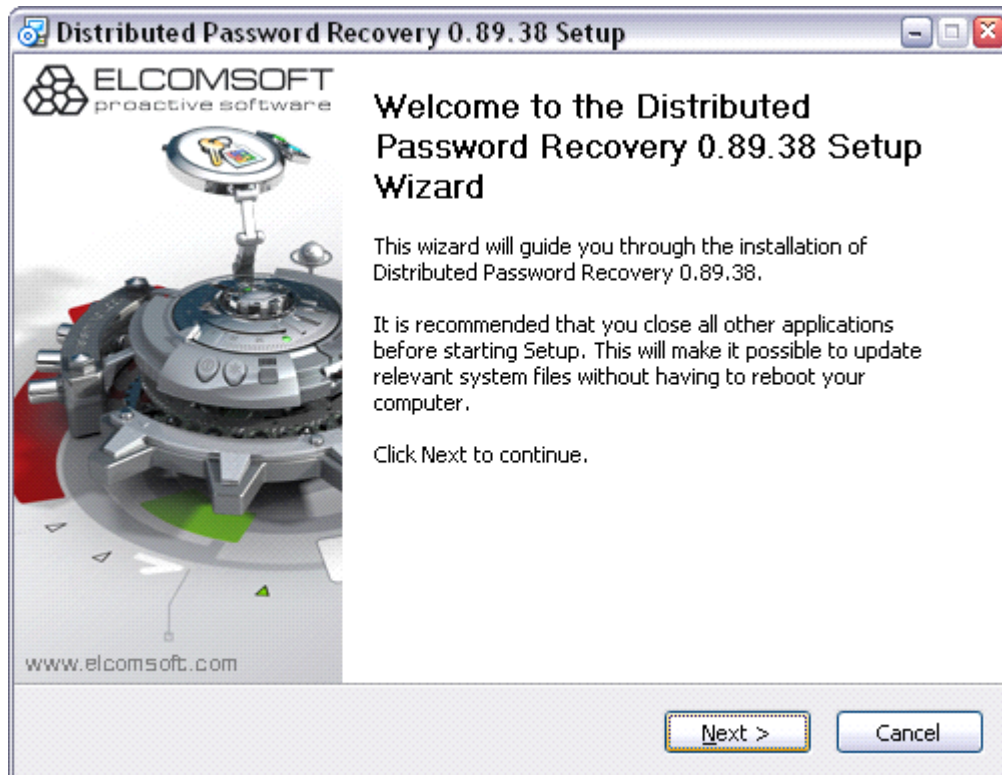 Distributed Password Recovery 0.89.38 Setup
ELCOMSOFT
proactive software
Welcome to the Distributed
Password Recovery 0.89.38 Setup
Wizard
This wizard will guide you through the installation of
Distributed Password Recovery 0.89.38.
It is recommended that you close all other applications
before starting Setup. This will make it possible to update
relevant system files without having to reboot your
computer.
Click Next to continue.
www.elcomsoft.com
Next >
Cancel